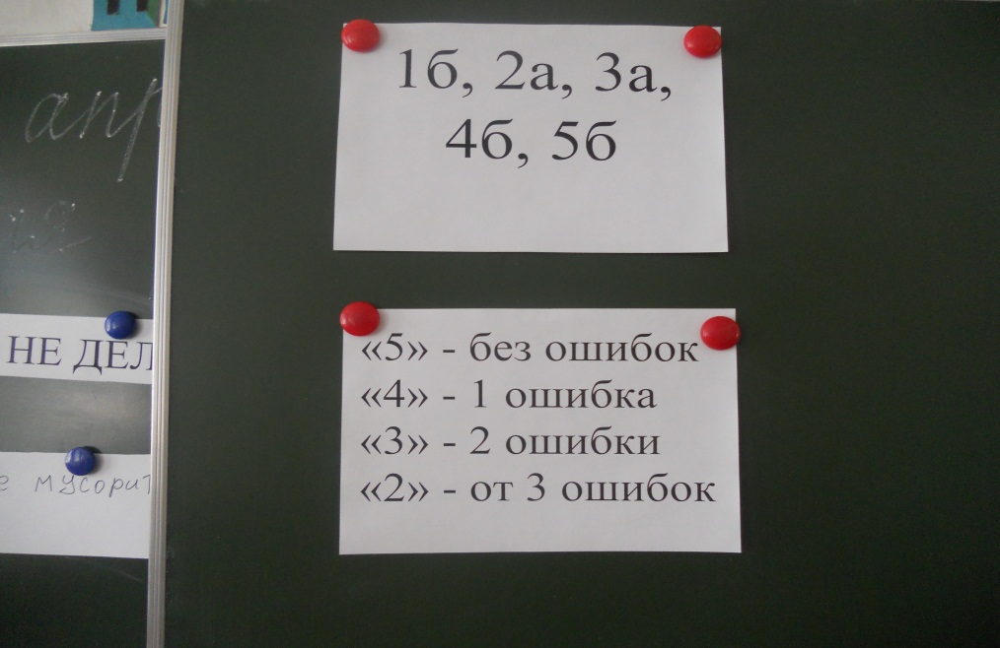 1б, 2а, 3а,
4б, 5б
«5» - без ошибок
«4» - 1 ошибка
«3» - 2 ошибки
«2» - от 3 ошибок
апр
НЕ ДЕЛ
е мусорит